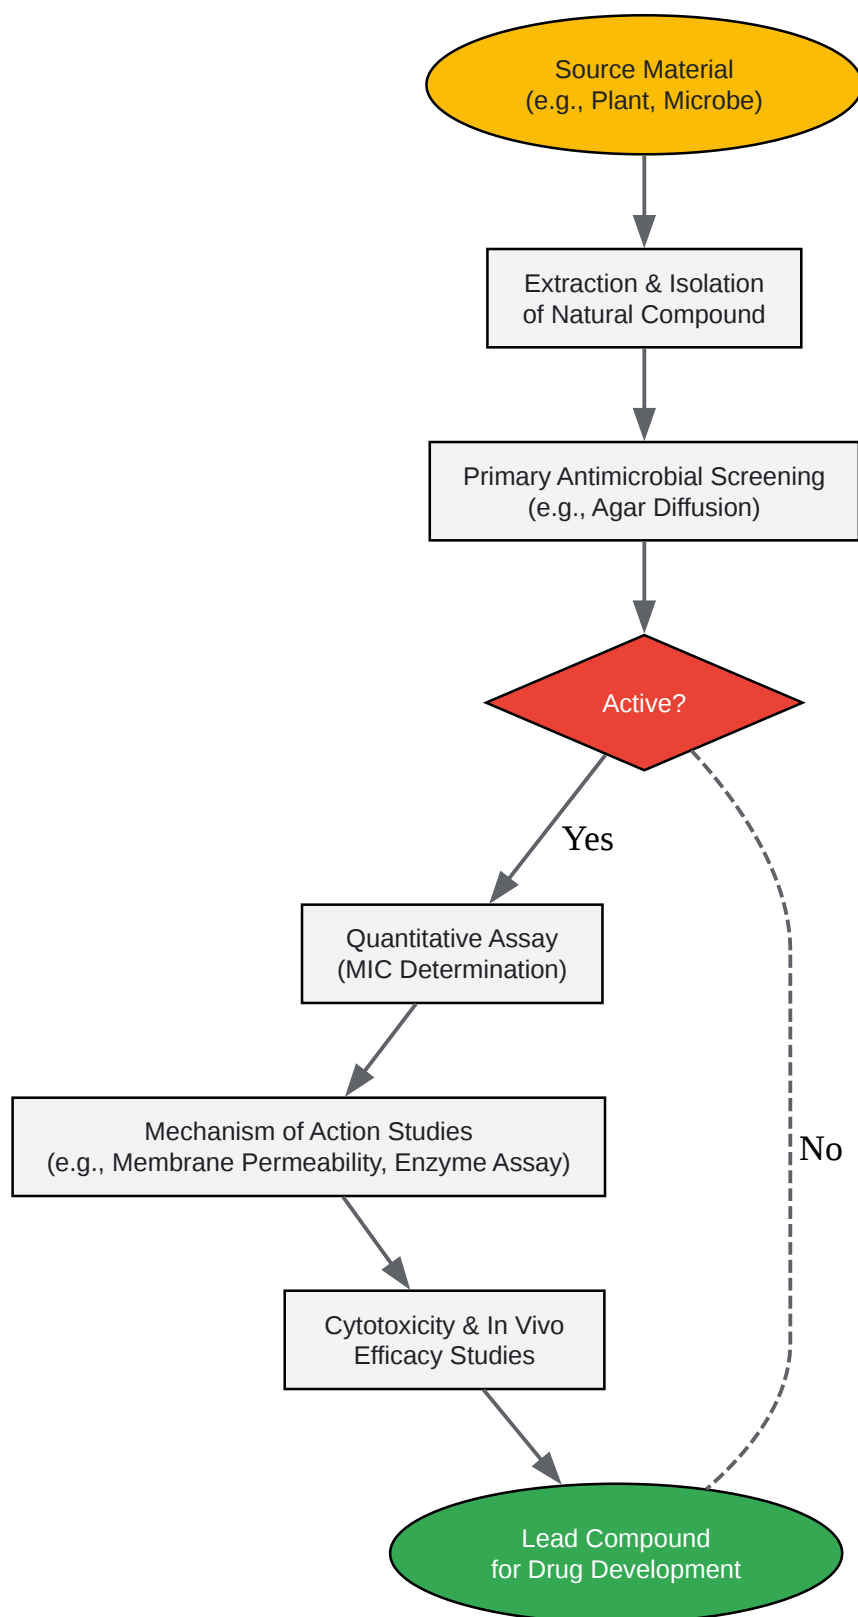 Source Material
(e.g., Plant, Microbe)
Extraction & Isolation
of Natural Compound
Primary Antimicrobial Screening
(e.g., Agar Diffusion)
Active?
Yes
Quantitative Assay
(MIC Determination)
Mechanism of Action Studies
(e.g., Membrane Permeability, Enzyme Assay)
No
Cytotoxicity & In Vivo
Efficacy Studies
Lead Compound
for Drug Development